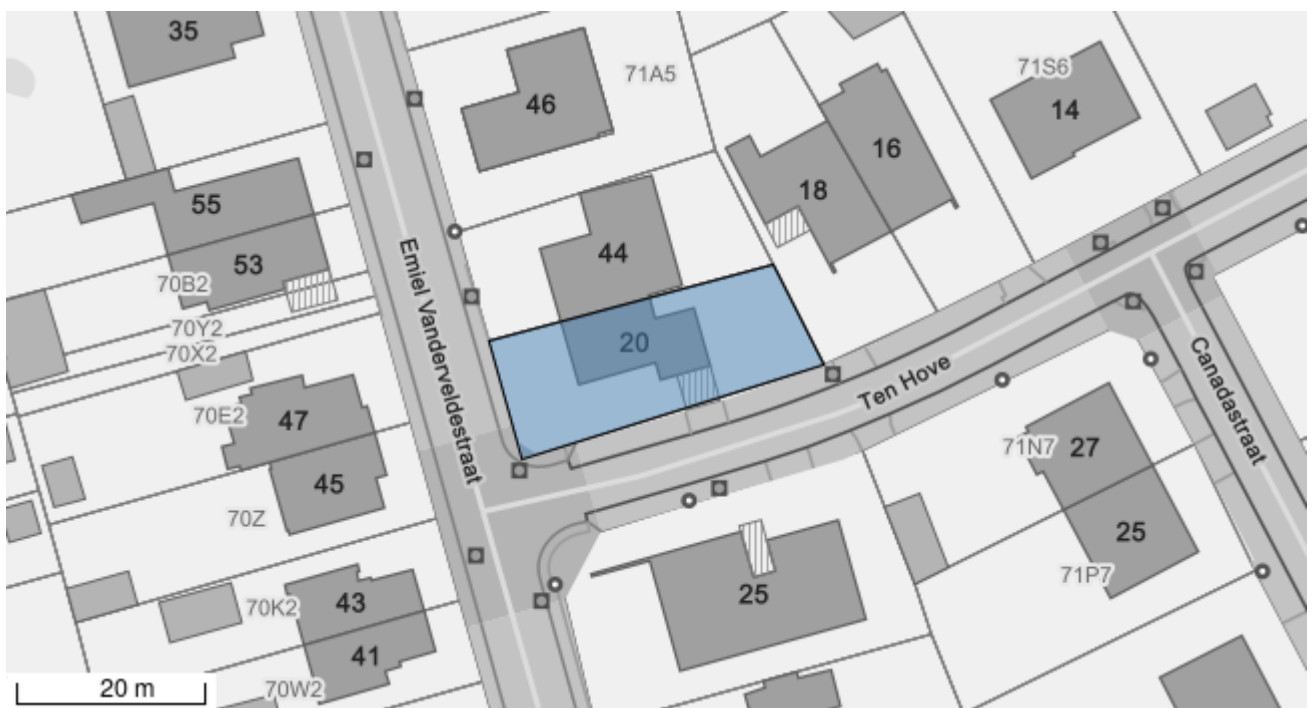 35
46
71A5
71S6
14
16
18
55
53
44
70B2
Emiel Vanderveldestraat
70Y2
70X2
20
Ten Hove
Canadastraat
70E2
47
45
70Z
71N7
27
25
71P7
25
70K2
43
41
70W2
20 m